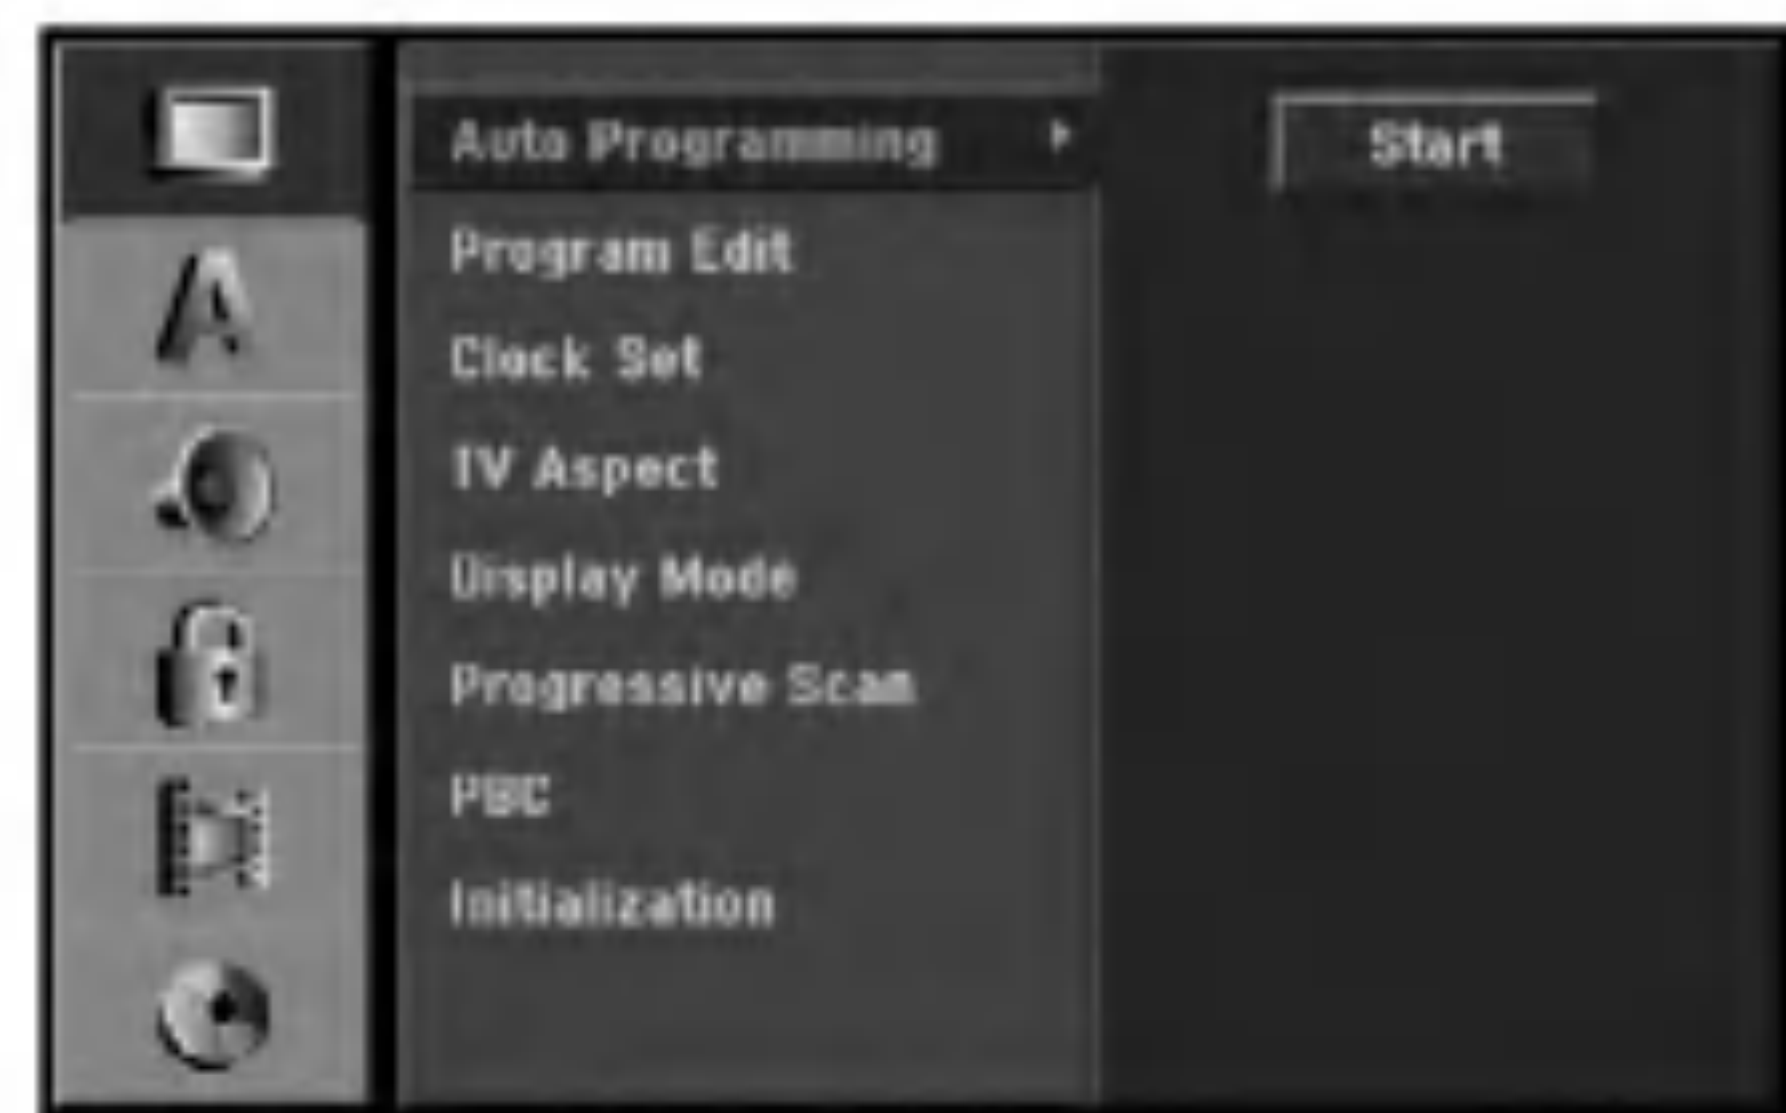 Auto Programming
Start
Program Edit
Clock Set
TV Aspect
Display Mode
Progressive Scan
PBC
Initialization